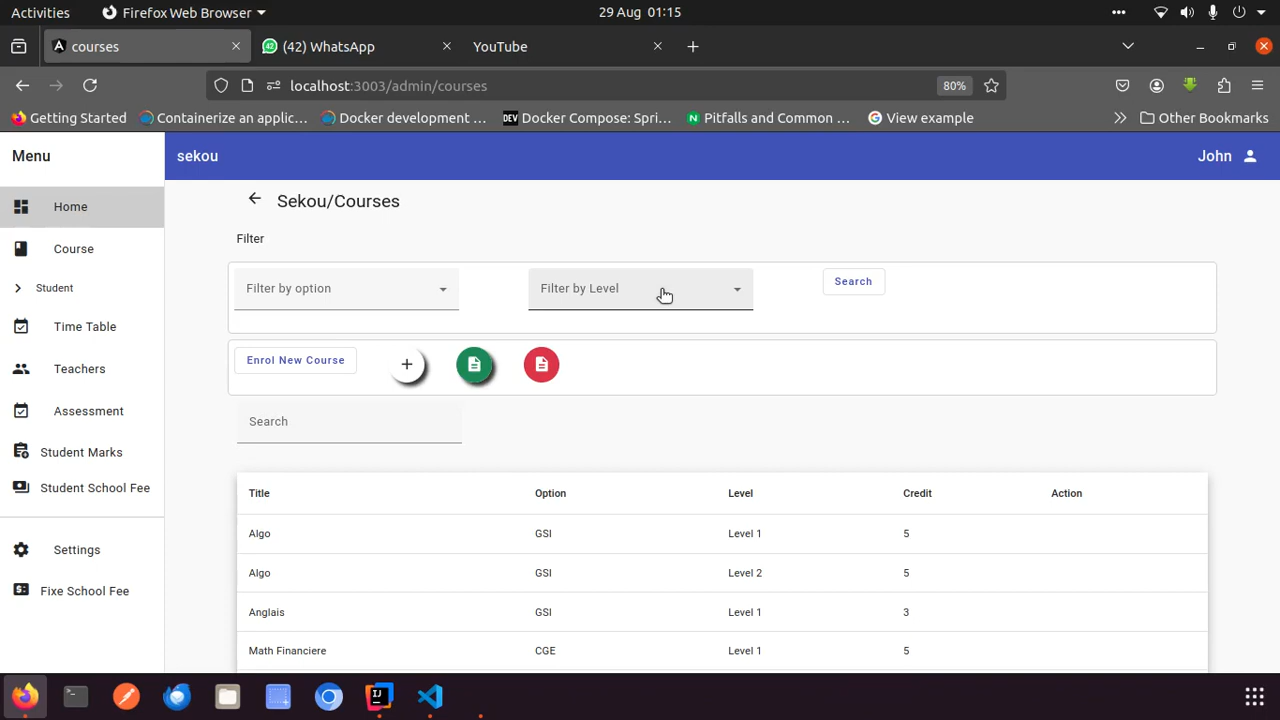 Activities Firefox Web Browser 29 Aug 01:15
courses (42) WhatsApp YouTube
localhost:3003/admin/courses 80%
Getting Started Containerize an applic... Docker development ... DEV Docker Compose: Spri... Pitfalls and Common ... View example Other Bookmarks
Menu sekou John
Sekou/Courses
Home
Filter
Course
Filter by option Filter by Level Search
Student
Time Table
Enrol New Course
Teachers
Assessment
Search
Student Marks
Student School Fee
Title Option Level Credit Action
Algo GSI Level 1 5
Settings
Algo GSI Level 2 5
Fixe School Fee
Anglais GSI Level 1 3
Math Financiere CGE Level 1 5